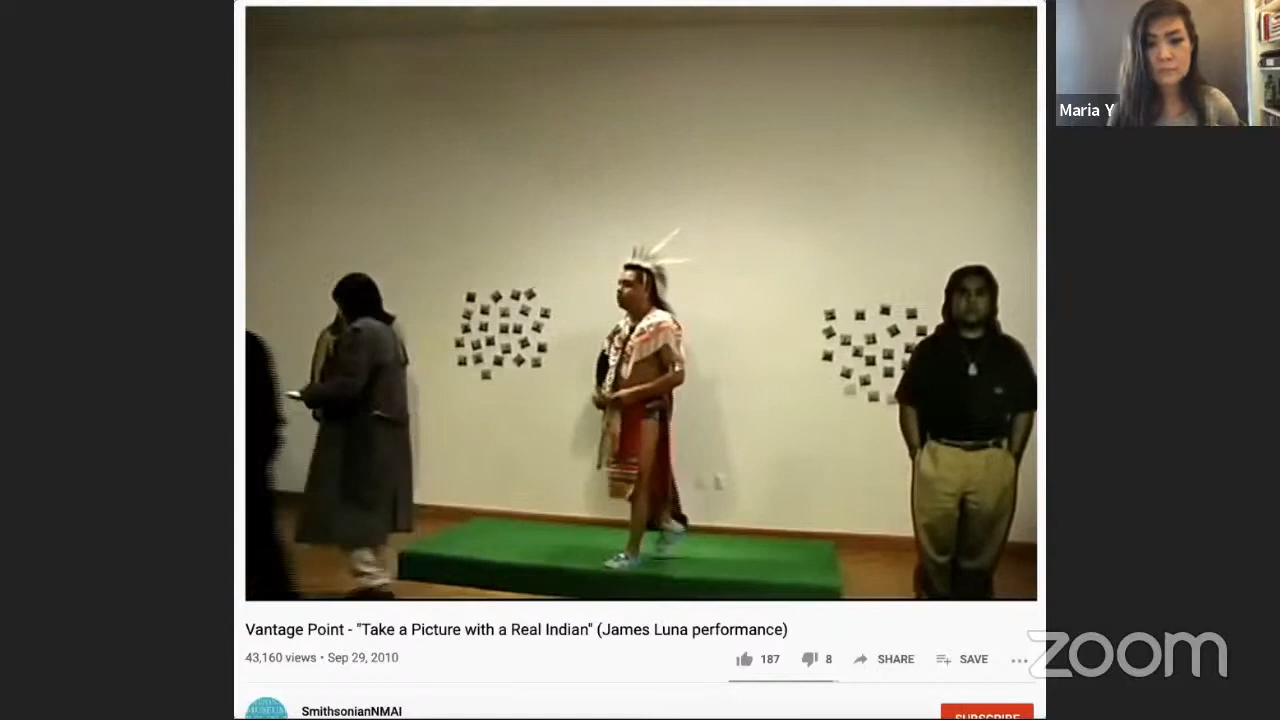 Maria Y
Vantage Point - "Take a Picture with a Real Indian" (James Luna performance)
43,160 views • Sep 29, 2010
187
8
SHARE
SAVE
zoom
SmithsonianNMAI
SUBSCRIBE